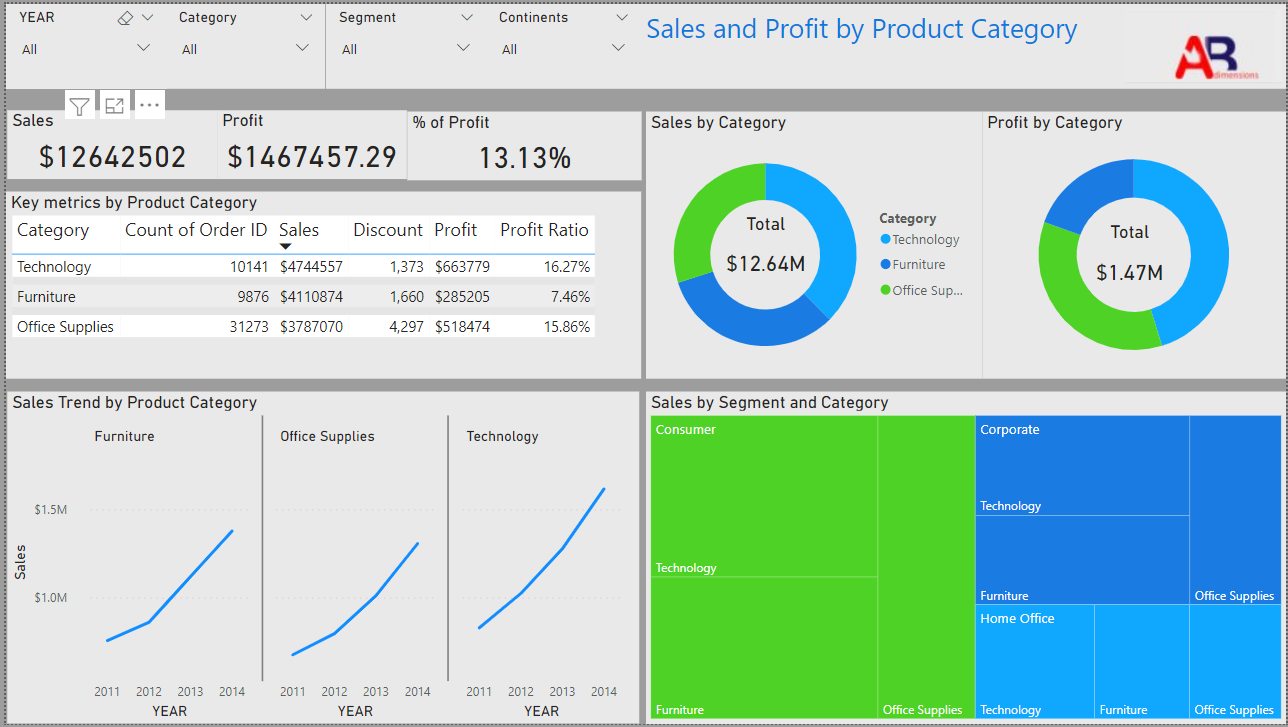 YEAR
All
Category
All
Segment
All
Continents
All
Sales and Profit by Product Category
AB
dimensions
Sales
$12642502
Profit
$1467457.29
% of Profit
13.13%
Key metrics by Product Category
Category Count of Order ID Sales Discount Profit Profit Ratio
Technology 10141 $4744557 1,373 $663779 16.27%
Furniture 9876 $4110874 1,660 $285205 7.46%
Office Supplies 31273 $3787070 4,297 $518474 15.86%
Sales by Category
Total
$12.64M
Category
Technology
Furniture
Office Sup...
Profit by Category
Total
$1.47M
Sales Trend by Product Category
Furniture
Office Supplies
Technology
Sales
$1.5M
$1.0M
2011 2012 2013 2014
YEAR
2011 2012 2013 2014
YEAR
2011 2012 2013 2014
YEAR
Sales by Segment and Category
Consumer
Technology
Furniture
Office Supplies
Corporate
Technology
Furniture
Office Supplies
Home Office
Technology
Furniture
Office Supplies